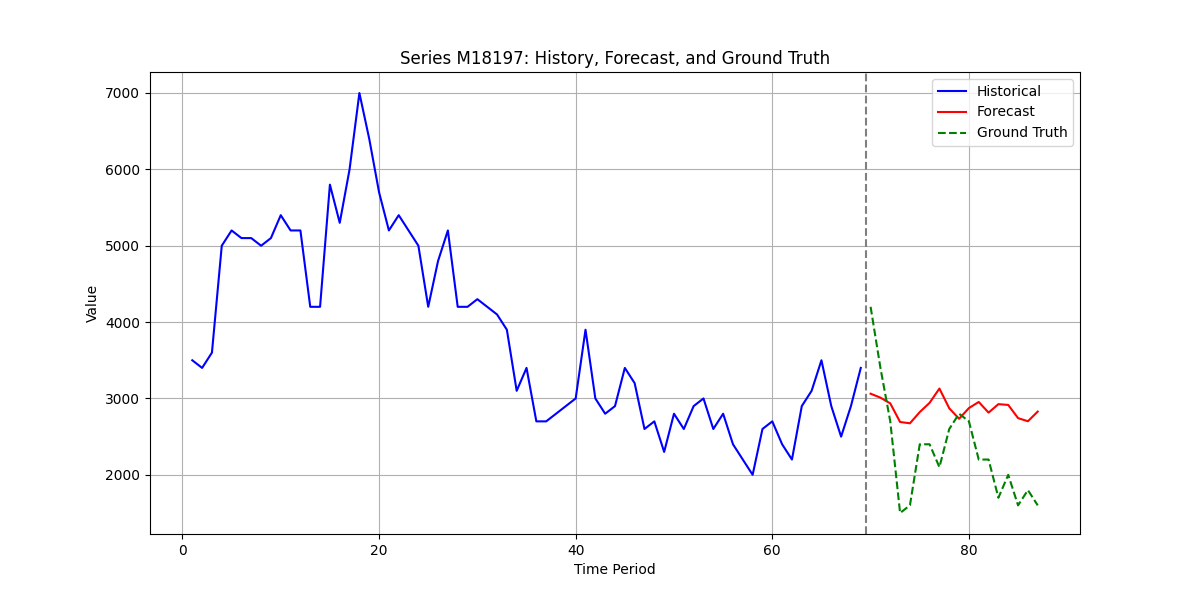 Series M18197: History, Forecast, and Ground Truth
Value
7000
6000
5000
4000
3000
2000
Historical
Forecast
Ground Truth
0
20
40
60
80
Time Period